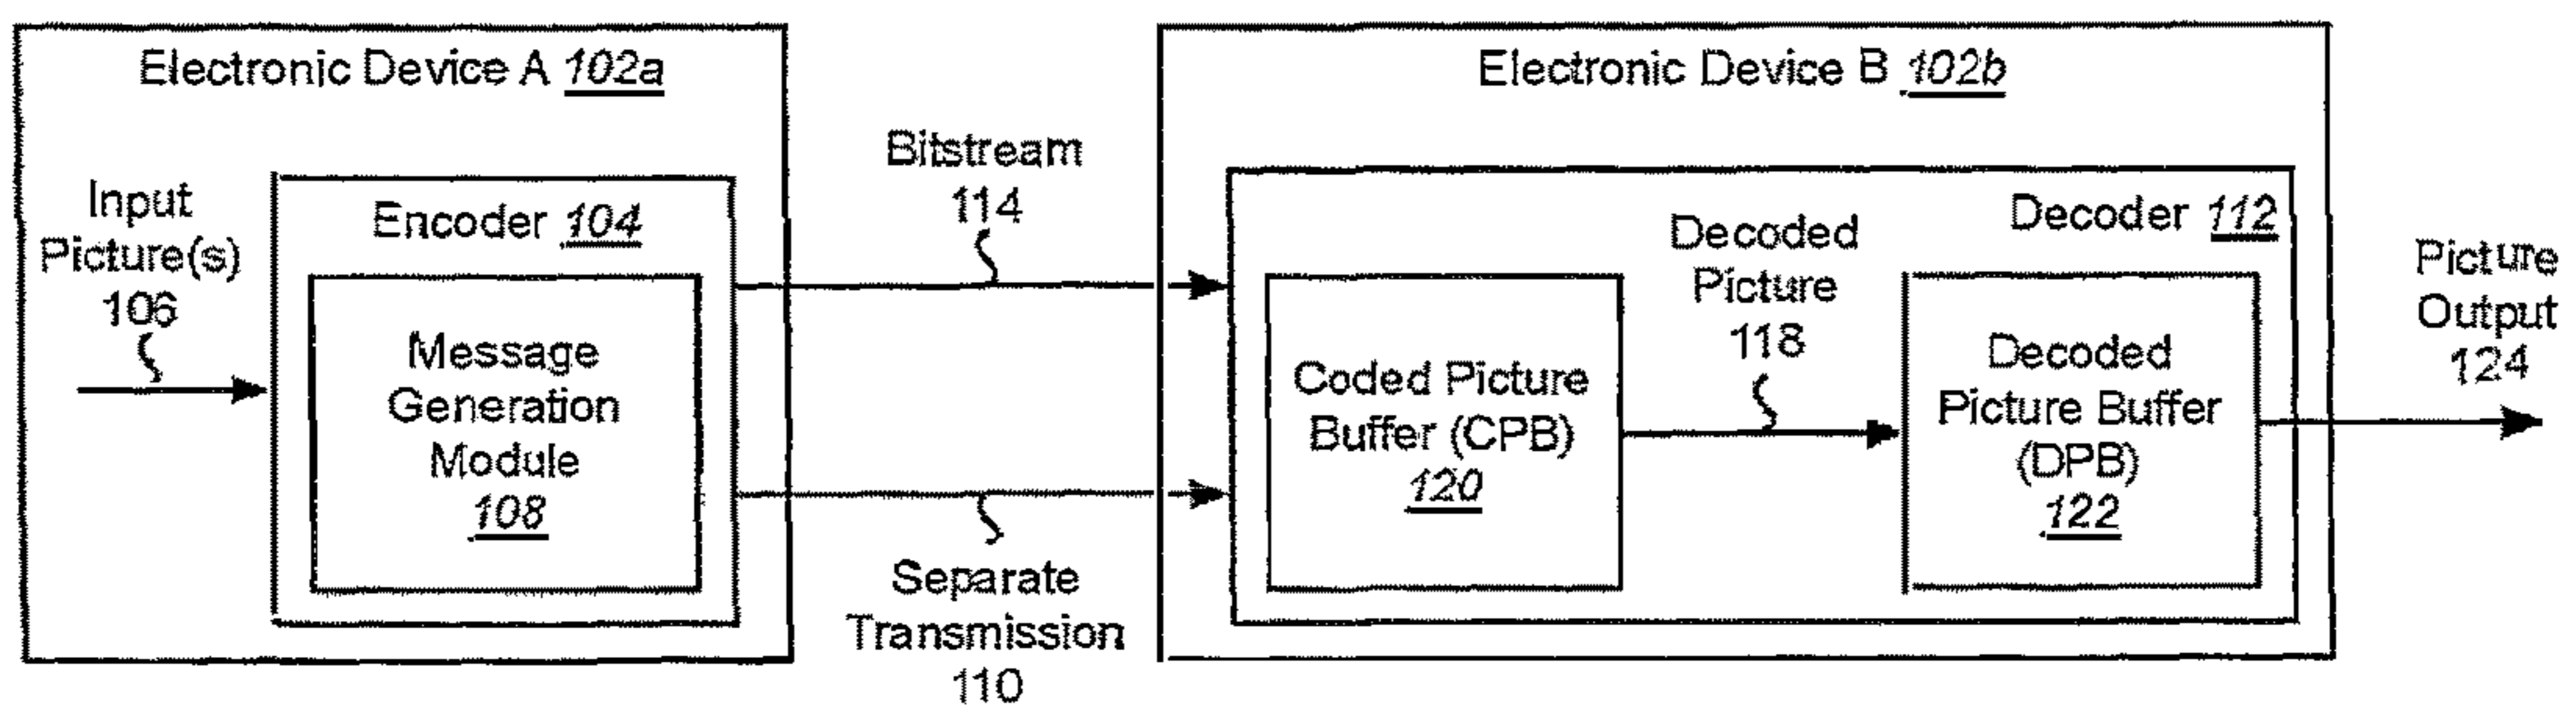 Electronic Device A 102a
Input
Picture(s)
106
Encoder 104
Message
Generation
Module
108
Bitstream
114
Separate
Transmission
110
Electronic Device B 102b
Decoder 112
Coded Picture
Buffer (CPB)
120
Decoded
Picture
118
Decoded
Picture Buffer
(DPB)
122
Picture
Output
124